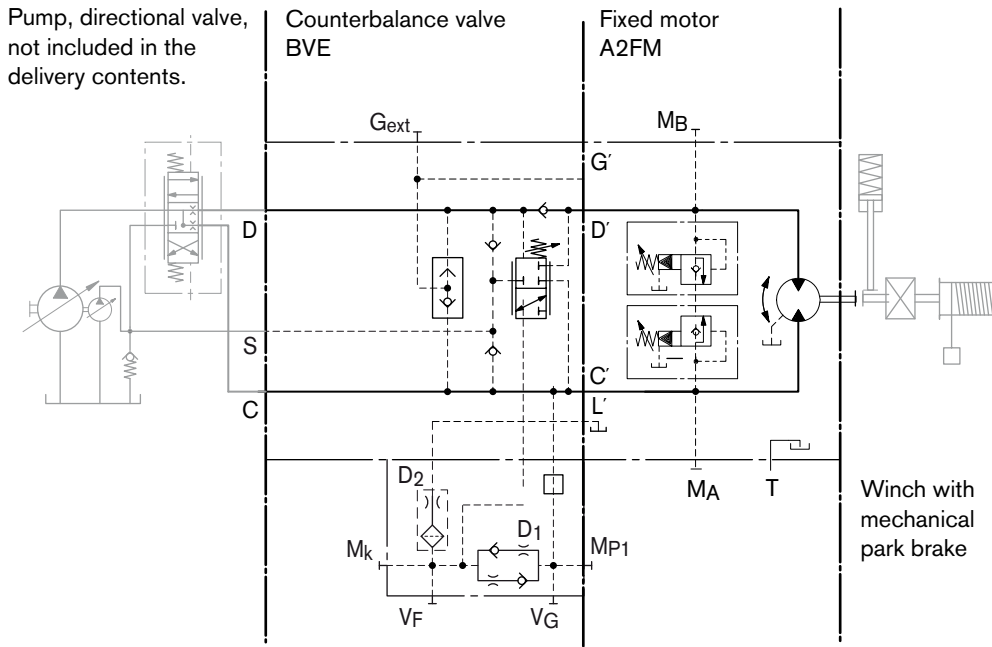 Pump, directional valve,
not included in the
delivery contents.
Counterbalance valve
BVE
Fixed motor
A2FM
Gext
MB
G′
D
D′
S
C′
C
L′
D2
MA
T
Winch with
mechanical
park brake
D1
Mk
MP1
VF
VG